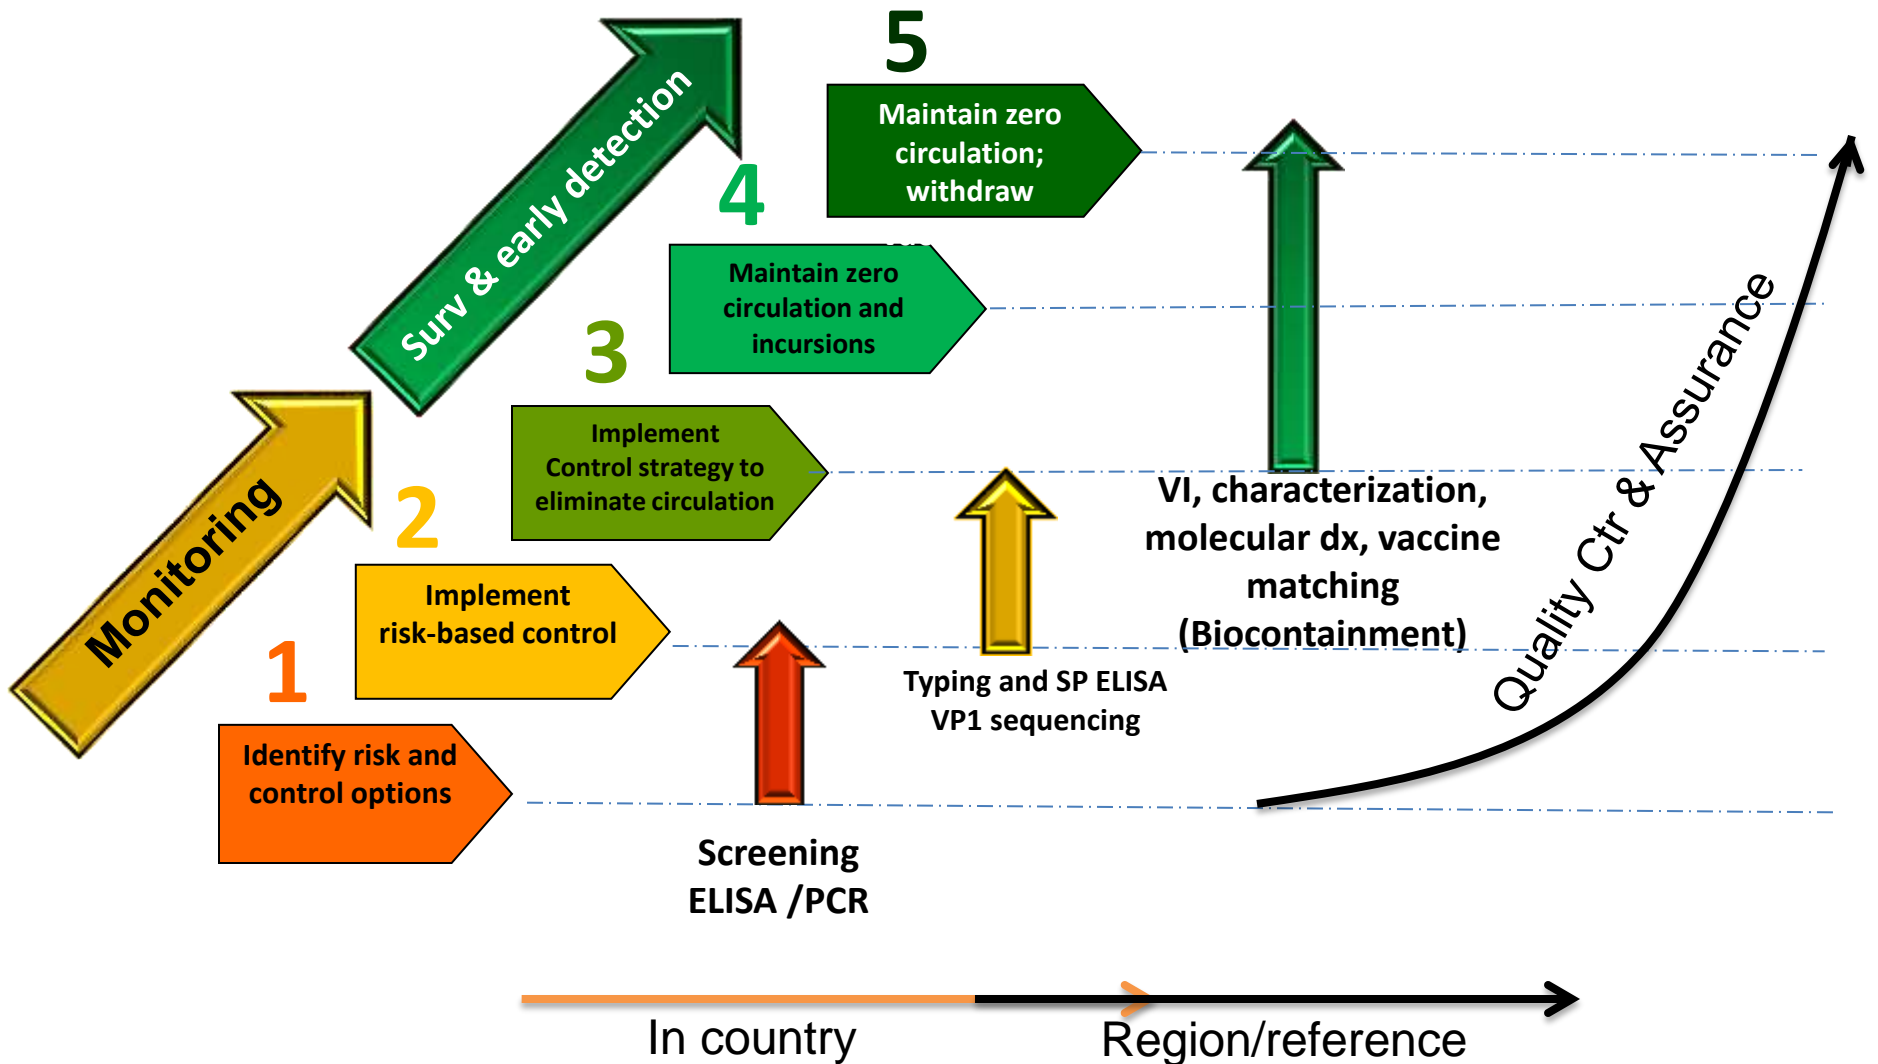 5
Maintain zero
circulation;
withdraw
Surv & early detection
4
Maintain zero
circulation and
incursions
3
Implement
Control strategy to
eliminate circulation
Monitoring
2
Implement
risk-based control
1
Identify risk and
control options
Screening
ELISA /PCR
Typing and SP ELISA
VP1 sequencing
VI, characterization,
molecular dx, vaccine
matching
(Biocontainment)
Quality Ctr & Assurance
In country
Region/reference